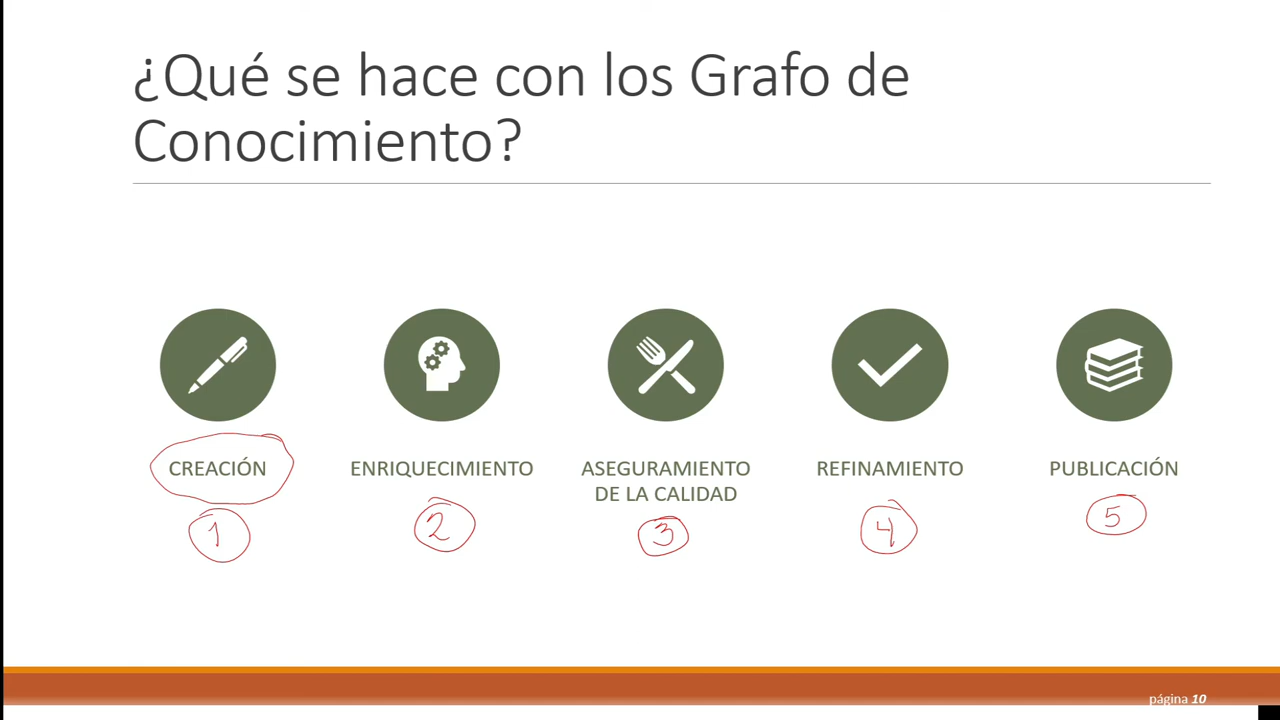 ¿Qué se hace con los Grafo de
Conocimiento?
CREACIÓN
ENRIQUECIMIENTO
ASEGURAMIENTO
DE LA CALIDAD
REFINAMIENTO
PUBLICACIÓN
1
2
3
4
5
página 10